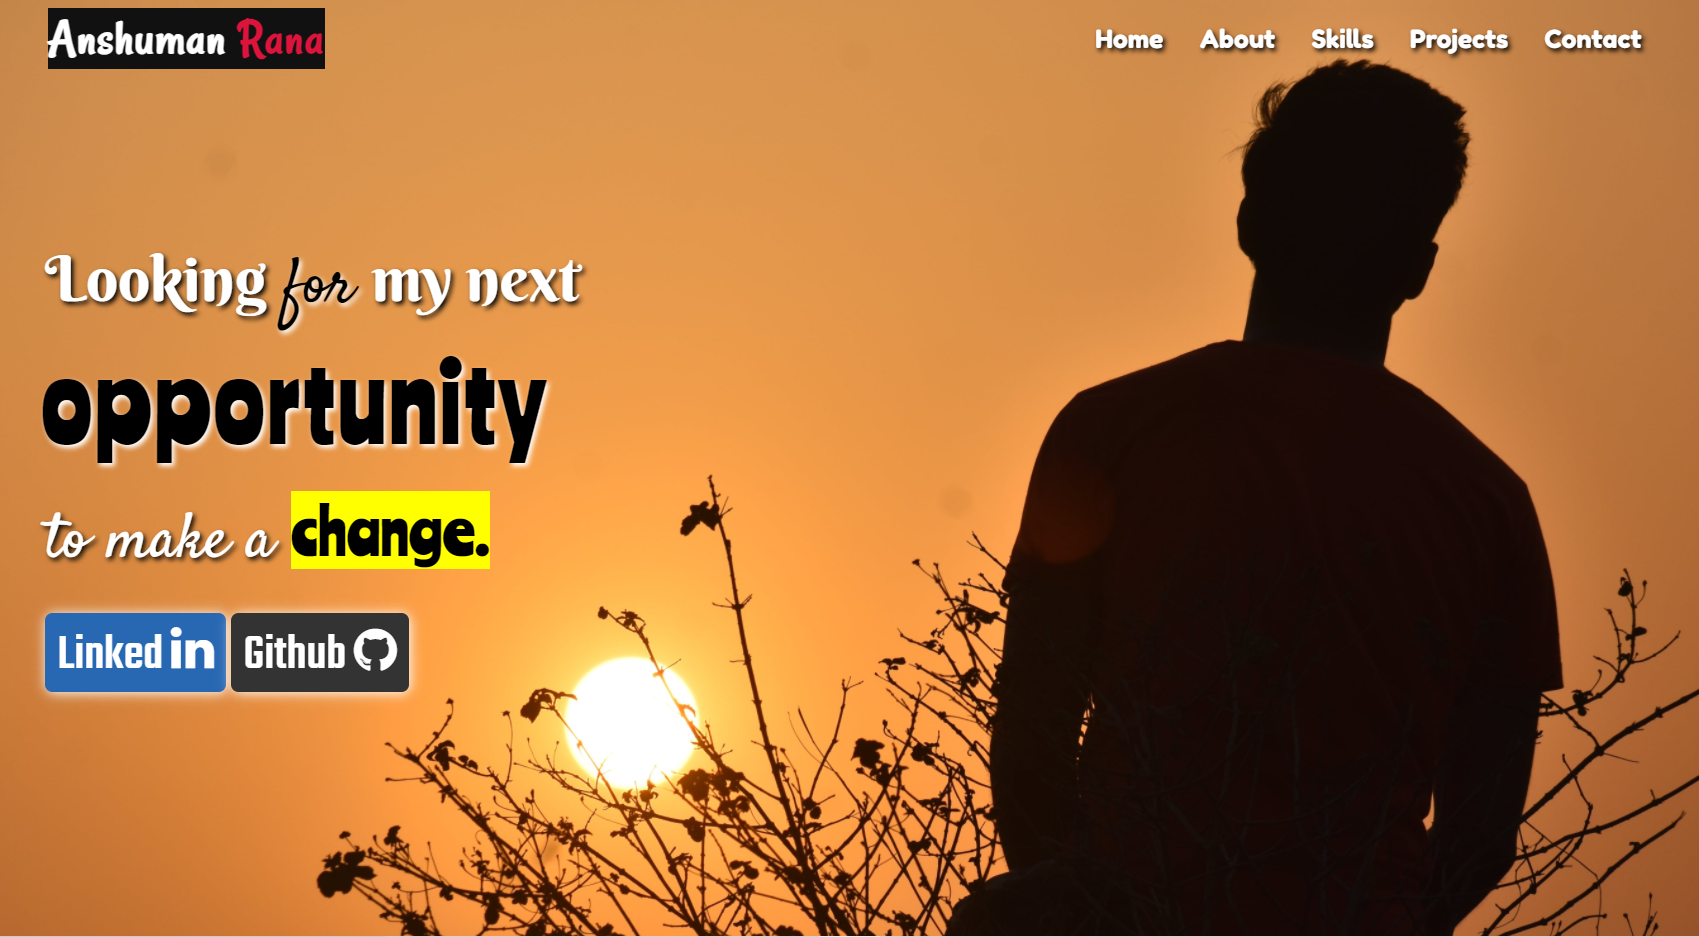 Anshuman Rana
Home About Skills Projects Contact
Looking for my next
opportunity
to make a change.
Linked in Github